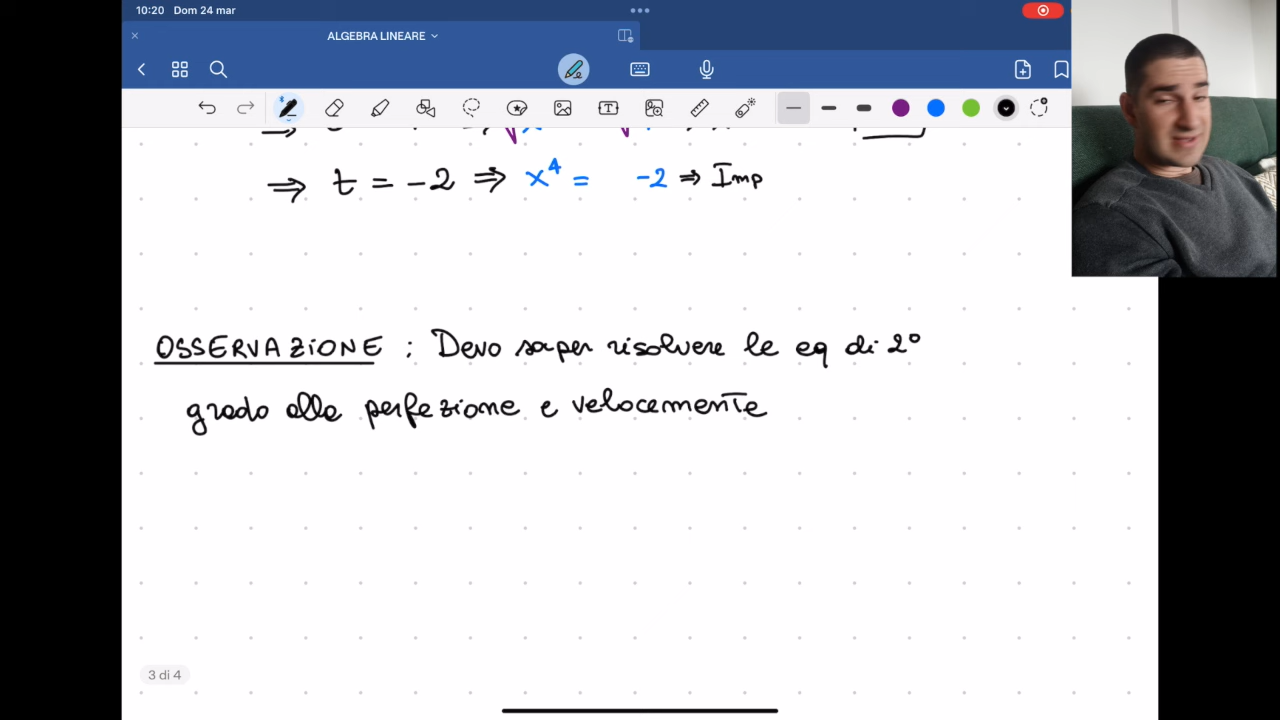 10:20 Dom 24 mar
ALGEBRA LINEARE
⇒ t = -2 ⇒ x⁴ = -2 ⇒ Imp
OSSERVAZIONE : Devo saper risolvere le eq di 2°
grado alla perfezione e velocemente
3 di 4